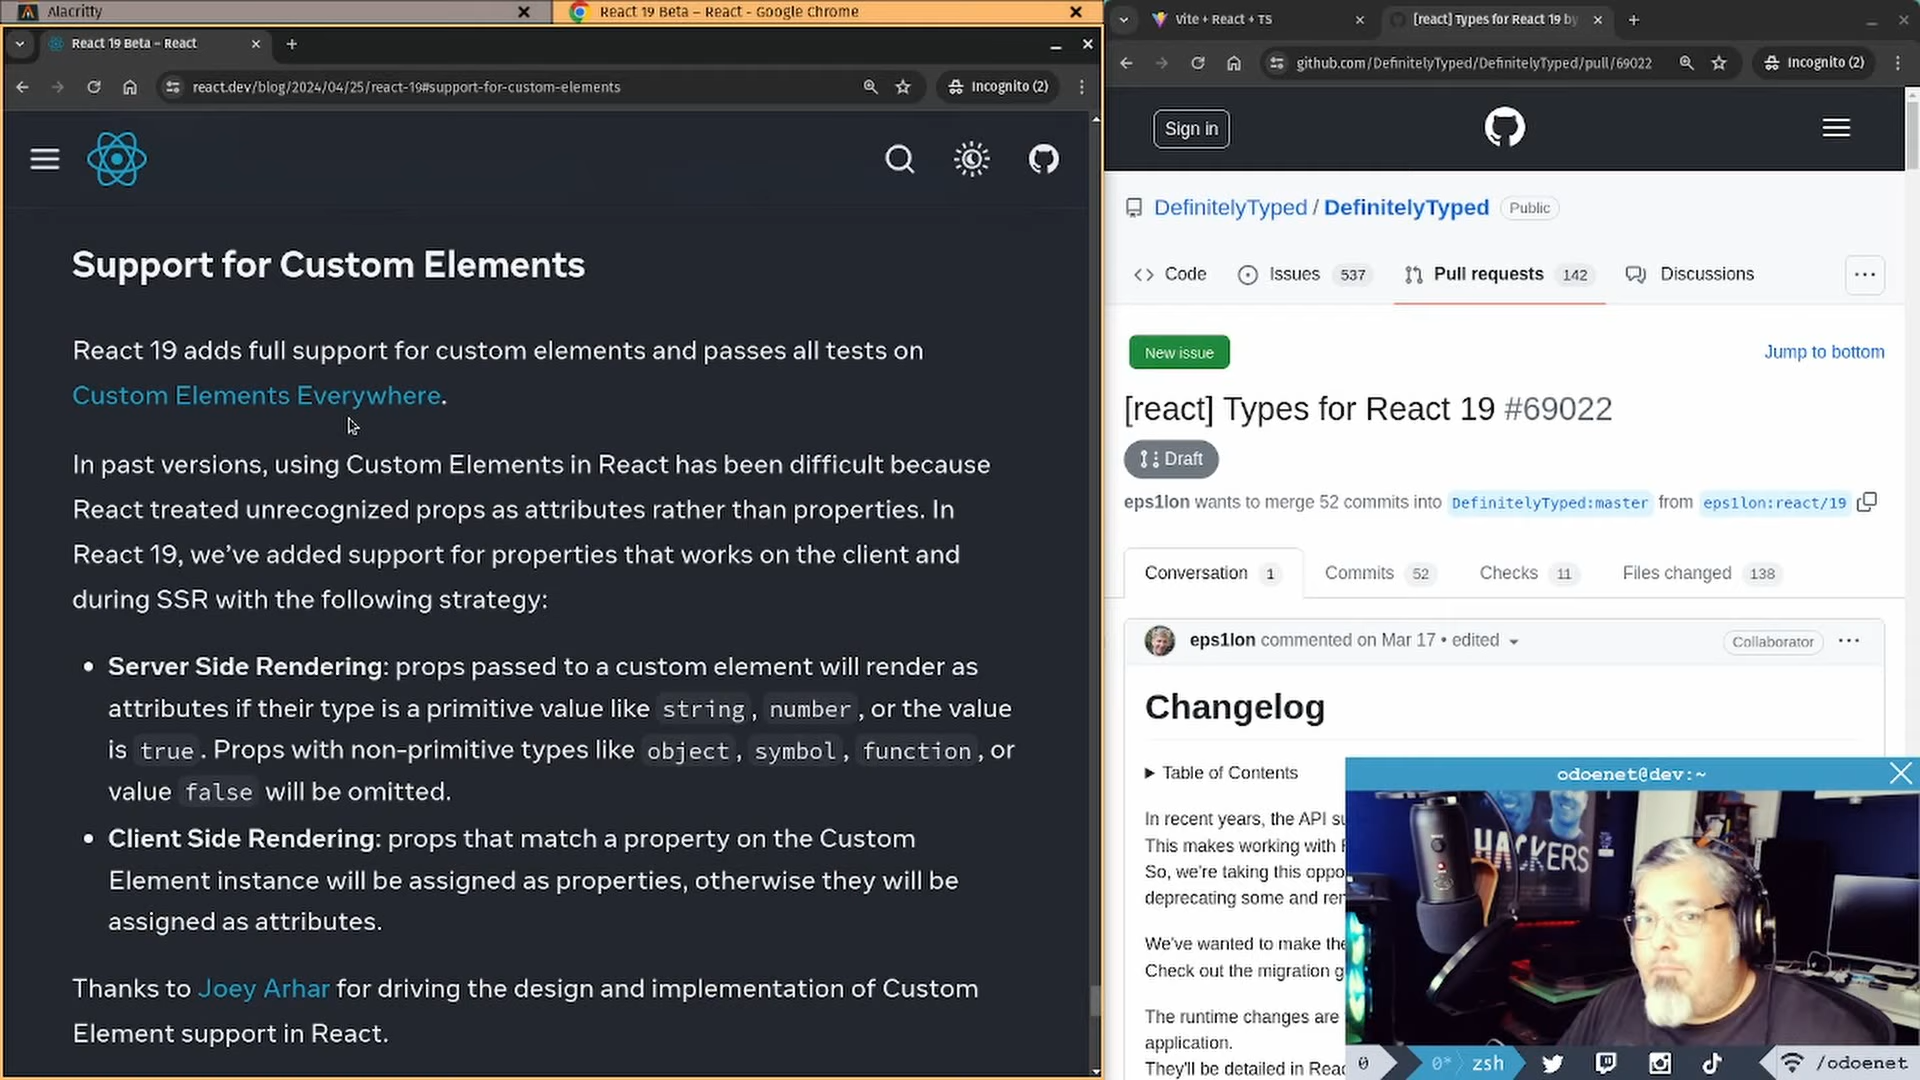 Alacritty
React 19 Beta – React - Google Chrome
React 19 Beta – React
react.dev/blog/2024/04/25/react-19#support-for-custom-elements
Incognito (2)
Support for Custom Elements
React 19 adds full support for custom elements and passes all tests on
Custom Elements Everywhere.
In past versions, using Custom Elements in React has been difficult because
React treated unrecognized props as attributes rather than properties. In
React 19, we’ve added support for properties that works on the client and
during SSR with the following strategy:
• Server Side Rendering: props passed to a custom element will render as
attributes if their type is a primitive value like string, number, or the value
is true. Props with non-primitive types like object, symbol, function, or
value false will be omitted.
• Client Side Rendering: props that match a property on the Custom
Element instance will be assigned as properties, otherwise they will be
assigned as attributes.
Thanks to Joey Arhar for driving the design and implementation of Custom
Element support in React.
Vite + React + TS
[react] Types for React 19 by
github.com/DefinitelyTyped/DefinitelyTyped/pull/69022
Incognito (2)
Sign in
DefinitelyTyped / DefinitelyTyped Public
Code Issues 537 Pull requests 142 Discussions
New issue
Jump to bottom
[react] Types for React 19 #69022
Draft
eps1lon wants to merge 52 commits into DefinitelyTyped:master from eps1lon:react/19
Conversation 1 Commits 52 Checks 11 Files changed 138
eps1lon commented on Mar 17 • edited
Collaborator
Changelog
Table of Contents
In recent years, the API su
This makes working with
So, we're taking this oppo
deprecating some and
We've wanted to make the
Check out the migration g
The runtime changes are
application.
They'll be detailed in Reac
odoenet@dev:~
HACKERS
0 0* zsh
/odoenet